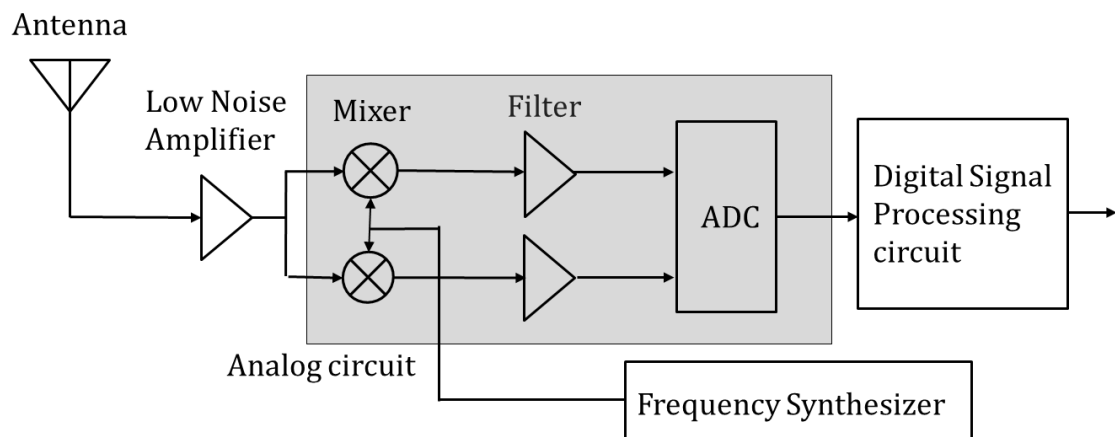 Antenna
Low Noise
Amplifier
Mixer
Filter
ADC
Digital Signal
Processing
circuit
Analog circuit
Frequency Synthesizer